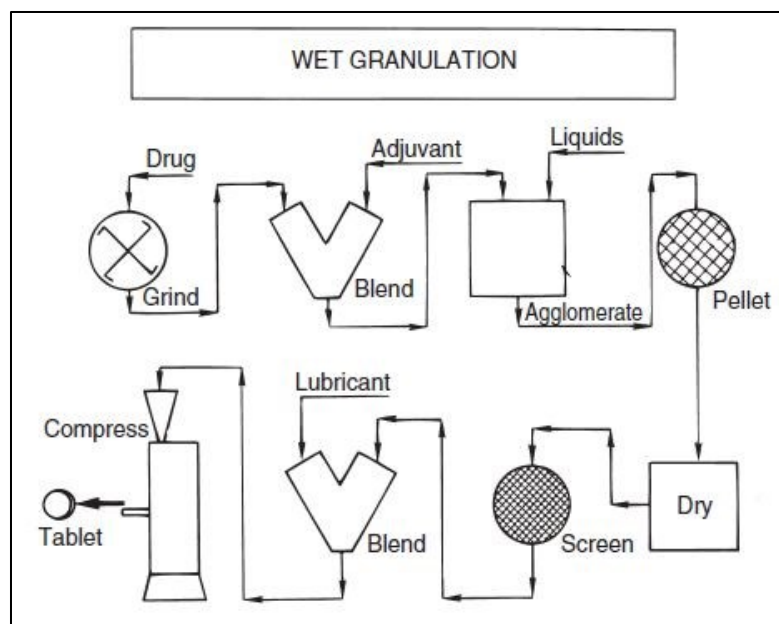 WET GRANULATION
Drug
Adjuvant
Liquids
Grind
Blend
Agglomerate
Pellet
Lubricant
Compress
Tablet
Blend
Screen
Dry